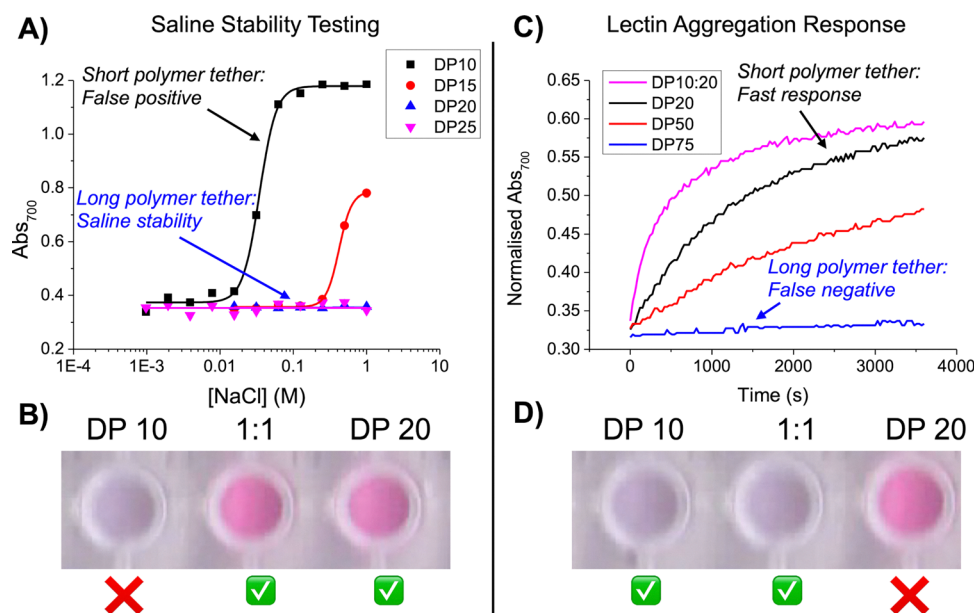 A) Saline Stability Testing
Short polymer tether:
False positive
Long polymer tether:
Saline stability
DP10
DP15
DP20
DP25
Abs700
1.2
1.0
0.8
0.6
0.4
0.2
1E-4 1E-3 0.01 0.1 1 10
[NaCl] (M)
B) DP 10 1:1 DP 20
C) Lectin Aggregation Response
DP10:20
DP20
DP50
DP75
Short polymer tether:
Fast response
Long polymer tether:
False negative
Normalised Abs700
0.65
0.60
0.55
0.50
0.45
0.40
0.35
0.30
0 1000 2000 3000 4000
Time (s)
D) DP 10 1:1 DP 20